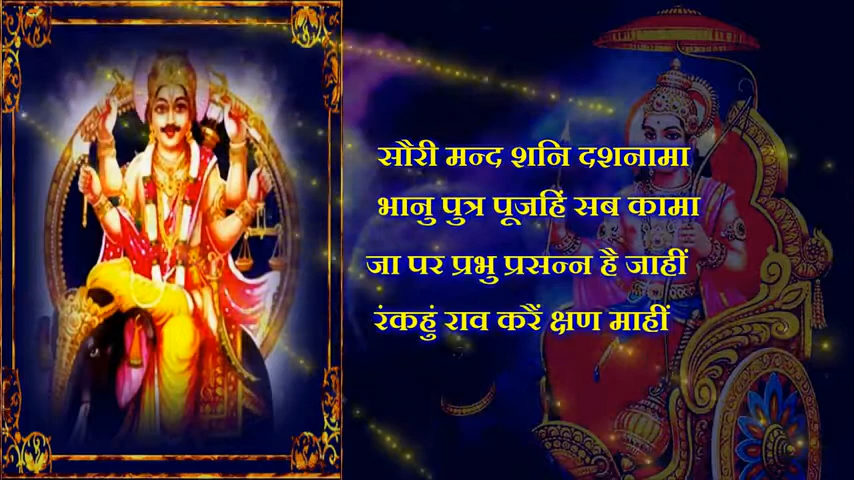 सौरी मन्द शनि दशनामा
भानु पुत्र पूजहिं सब कामा
जा पर प्रभु प्रसन्न है जाहीं
रंकहुं राव करैं क्षण माहीं